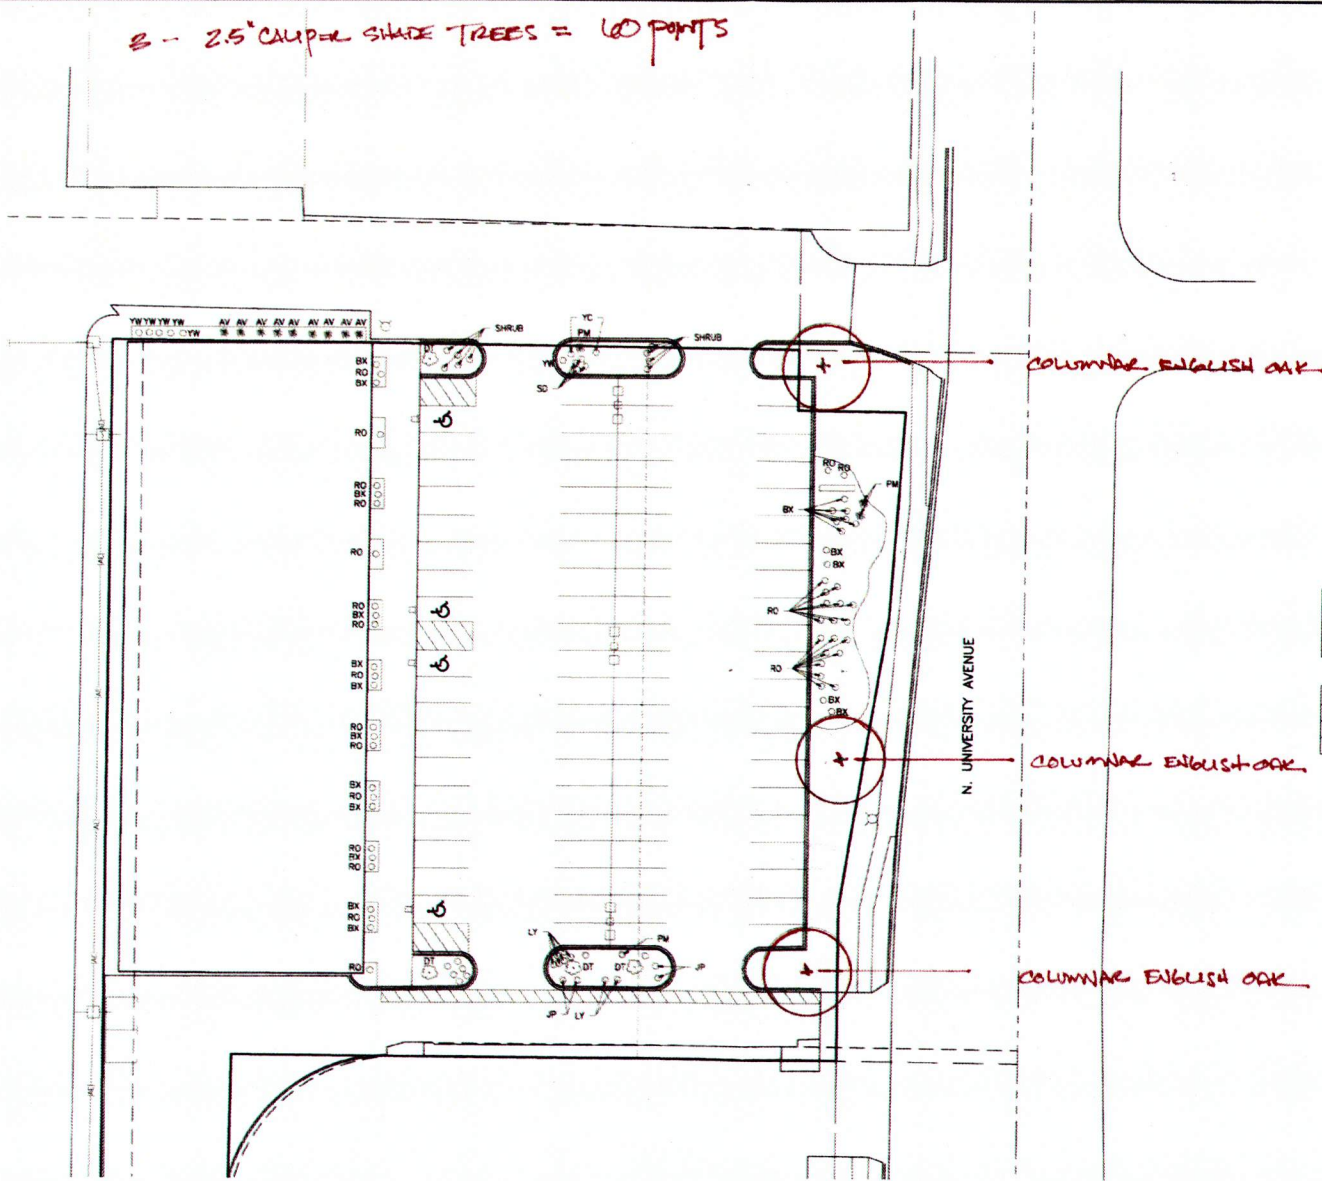 3 - 2.5" CALIPER SHADE TREES = 60 POINTS
YW YW YW YW AV AV AV AV AV AV AV AV
YW
DT
SHRUB
YC
PM
YW
SD
SHRUB
COLUMNAR ENGLISH OAK
BX
RO
BX
RO
RO
BX
RO
RO
RO
BX
RO
BX
RO
BX
RO
BX
RO
BX
RO
BX
RO
BX
RO
BX
RO
BX
RO
RO RO
PM
BX
BX
BX
RO
RO
BX
BX
N. UNIVERSITY AVENUE
COLUMNAR ENGLISH OAK
DT
LY
DT DT
PM
JP
JP LY
COLUMNAR ENGLISH OAK